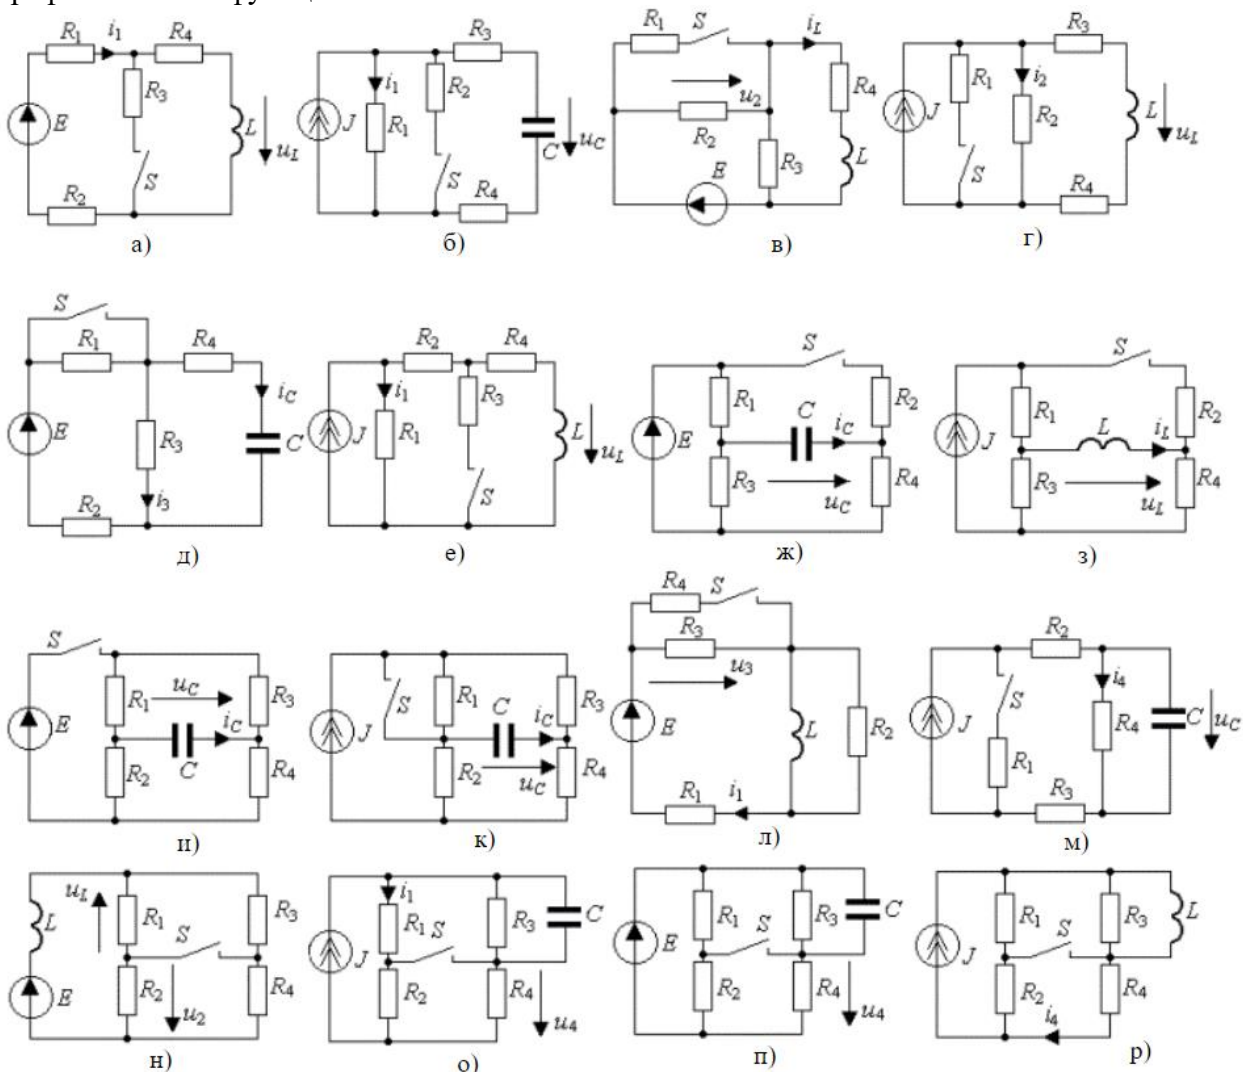 R1 i1 R4 R3 E L uL S R2
а)
R3 i1 R2 J R1 C uC S R4
б)
R1 S iL R4 u2 R2 L E R3
в)
R3 R1 i2 J R2 L uL S R4
г)
S R1 R4 iC E R3 C i3 R2
д)
R2 R4 i1 R3 J R1 L uL S
е)
S R1 C iC R2 E R3 uC R4
ж)
S R1 L iL R2 J R3 uL R4
з)
S uC R1 R3 iC E R2 C R4
и)
S R1 C iC R3 J R2 uC R4
к)
R4 S R3 u3 E L R2 R1 i1
л)
R2 S i4 J R4 C uC R1 R3
м)
uL R1 R3 L S E R2 u2 R4
н)
i1 R1 S R3 C J R2 R4 u4
о)
R1 R3 C S E R2 R4 u4
п)
R1 R3 L S J R2 R4 i4
р)